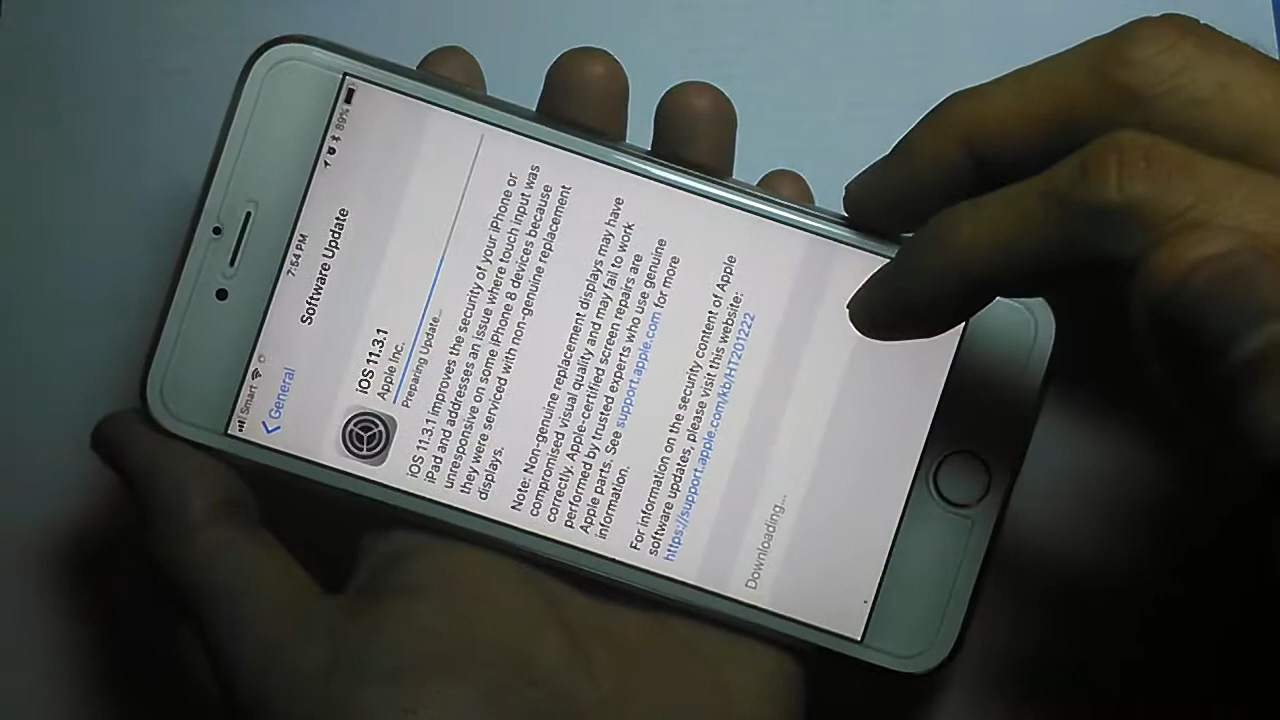 Smart 7:54 PM 89%
General Software Update
iOS 11.3.1
Apple Inc.
Preparing Update...
iOS 11.3.1 improves the security of your iPhone or
iPad and addresses an issue where touch input was
unresponsive on some iPhone 8 devices because
they were serviced with non-genuine replacement
displays.
Note: Non-genuine replacement displays may have
compromised visual quality and may fail to work
correctly. Apple-certified screen repairs are
performed by trusted experts who use genuine
Apple parts. See support.apple.com for more
information.
For information on the security content of Apple
software updates, please visit this website:
https://support.apple.com/kb/HT201222
Downloading...